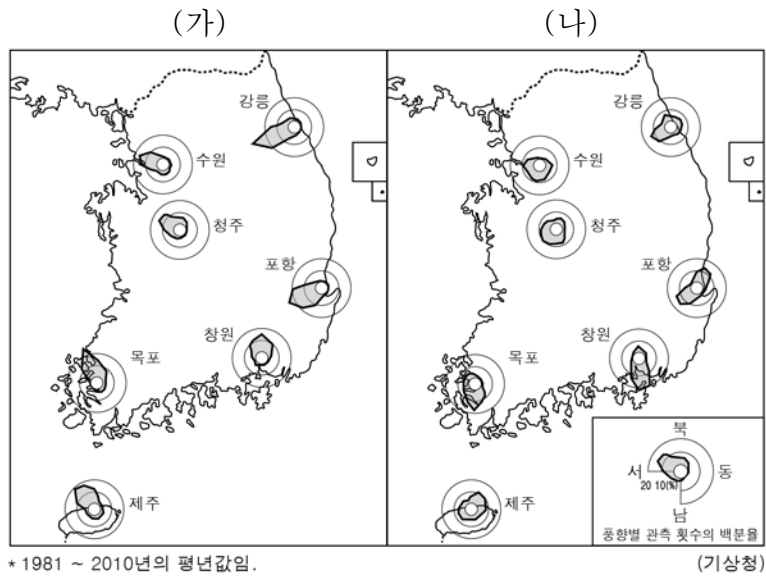 (가)
(나)
강릉
수원
청주
포항
창원
목포
제주
강릉
수원
청주
포항
창원
목포
제주
북
서
동
20 10(%)
남
풍향별 관측 횟수의 백분율
* 1981 ~ 2010년의 평년값임.
(기상청)